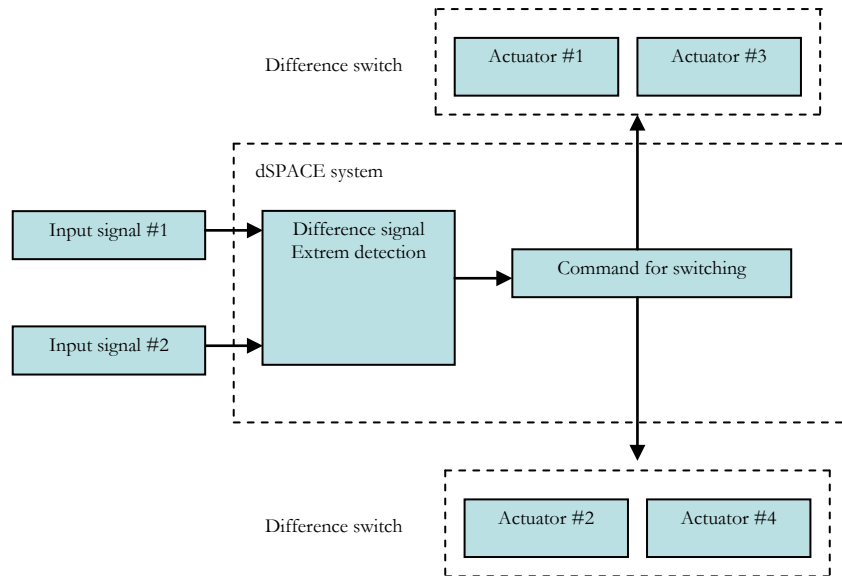 Difference switch
Actuator #1
Actuator #3
dSPACE system
Input signal #1
Difference signal
Extrem detection
Command for switching
Input signal #2
Difference switch
Actuator #2
Actuator #4